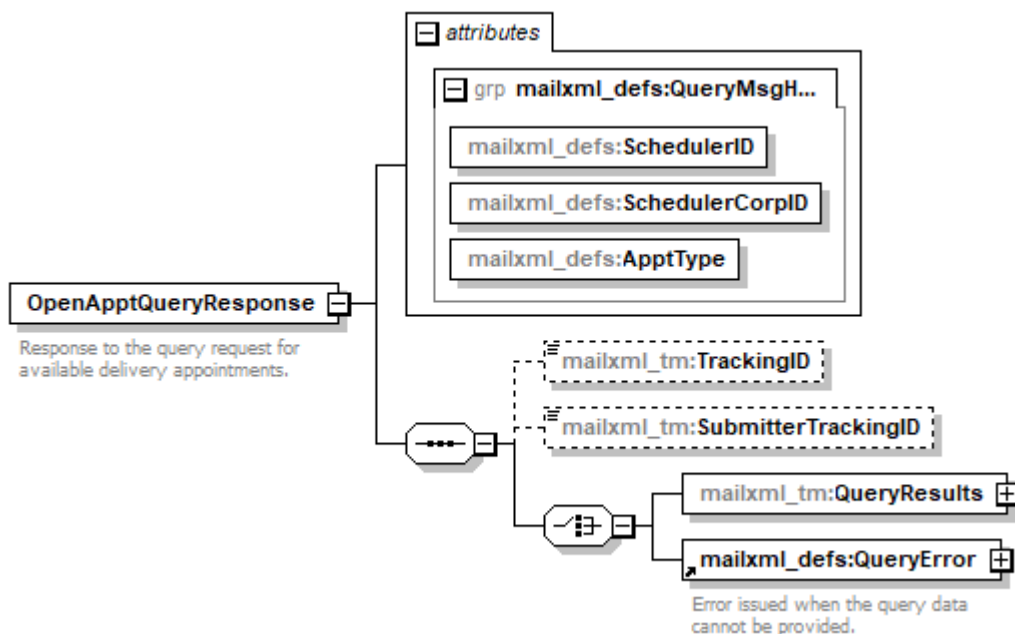 attributes
grp mailxml_defs:QueryMsgH...
mailxml_defs:SchedulerID
mailxml_defs:SchedulerCorpID
mailxml_defs:ApptType
OpenApptQueryResponse
Response to the query request for
available delivery appointments.
mailxml_tm:TrackingID
mailxml_tm:SubmitterTrackingID
mailxml_tm:QueryResults
mailxml_defs:QueryError
Error issued when the query data
cannot be provided.